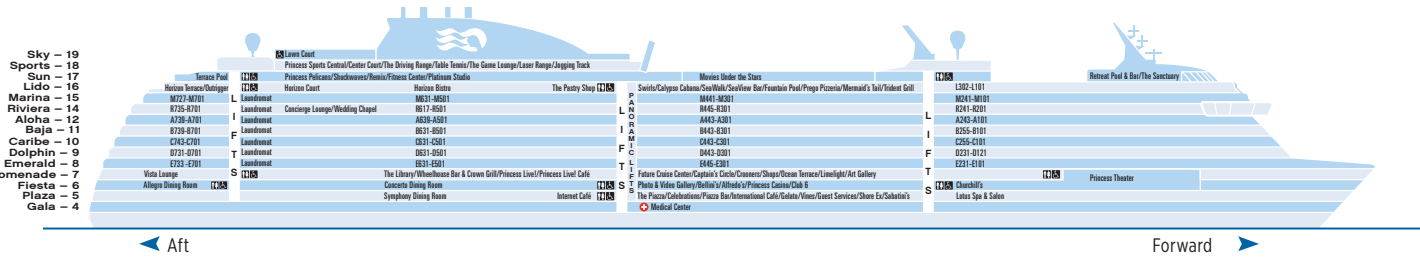 Sky – 19 Lawn Court
Sports – 18 Princess Sports Central/Center Court/The Driving Range/Table Tennis/The Game Lounge/Laser Range/Jogging Track
Sun – 17 Terrace Pool Princess Pelicans/Shockwaves/Remix/Fitness Center/Platinum Studio Movies Under the Stars Retreat Pool & Bar/The Sanctuary
Lido – 16 Horizon Terrace/Outrigger Horizon Court Horizon Bistro The Pastry Shop Swirls/Calypso Cabana/SeaWalk/SeaView Bar/Fountain Pool/Prego Pizzeria/Mermaid's Tail/Trident Grill L302-L101
Marina – 15 M727-M701 Laundromat M631-M501 M441-M301 M241-M101
Riviera – 14 R735-R701 Laundromat Concierge Lounge/Wedding Chapel R617-R501 R445-R301 R241-R201
Aloha – 12 A739-A701 Laundromat A639-A501 A443-A301 A243-A101
Baja – 11 B739-B701 Laundromat B631-B501 B443-B301 B255-B101
Caribe – 10 C743-C701 Laundromat C631-C501 C443-C301 C255-C101
Dolphin – 9 D731-D701 Laundromat D631-D501 D443-D301 D231-D121
Emerald – 8 E733 -E701 Laundromat E631-E501 E445-E301 E231-E101
omenade – 7 Vista Lounge The Library/Wheelhouse Bar & Crown Grill/Princess Live!/Princess Live! Café Future Cruise Center/Captain's Circle/Crooners/Shops/Ocean Terrace/Limelight/Art Gallery
Fiesta – 6 Allegro Dining Room Concerto Dining Room Photo & Video Gallery/Bellini's/Alfredo's/Princess Casino/Club 6 Churchill's Princess Theater
Plaza – 5 Symphony Dining Room Internet Café The Piazza/Celebrations/Piazza Bar/International Café/Gelato/Vines/Guest Services/Shore Ex/Sabatini's Lotus Spa & Salon
Gala – 4 Medical Center
LIFTS
LIFTS
PANORAMIC LIFTS
LIFTS
Aft Forward